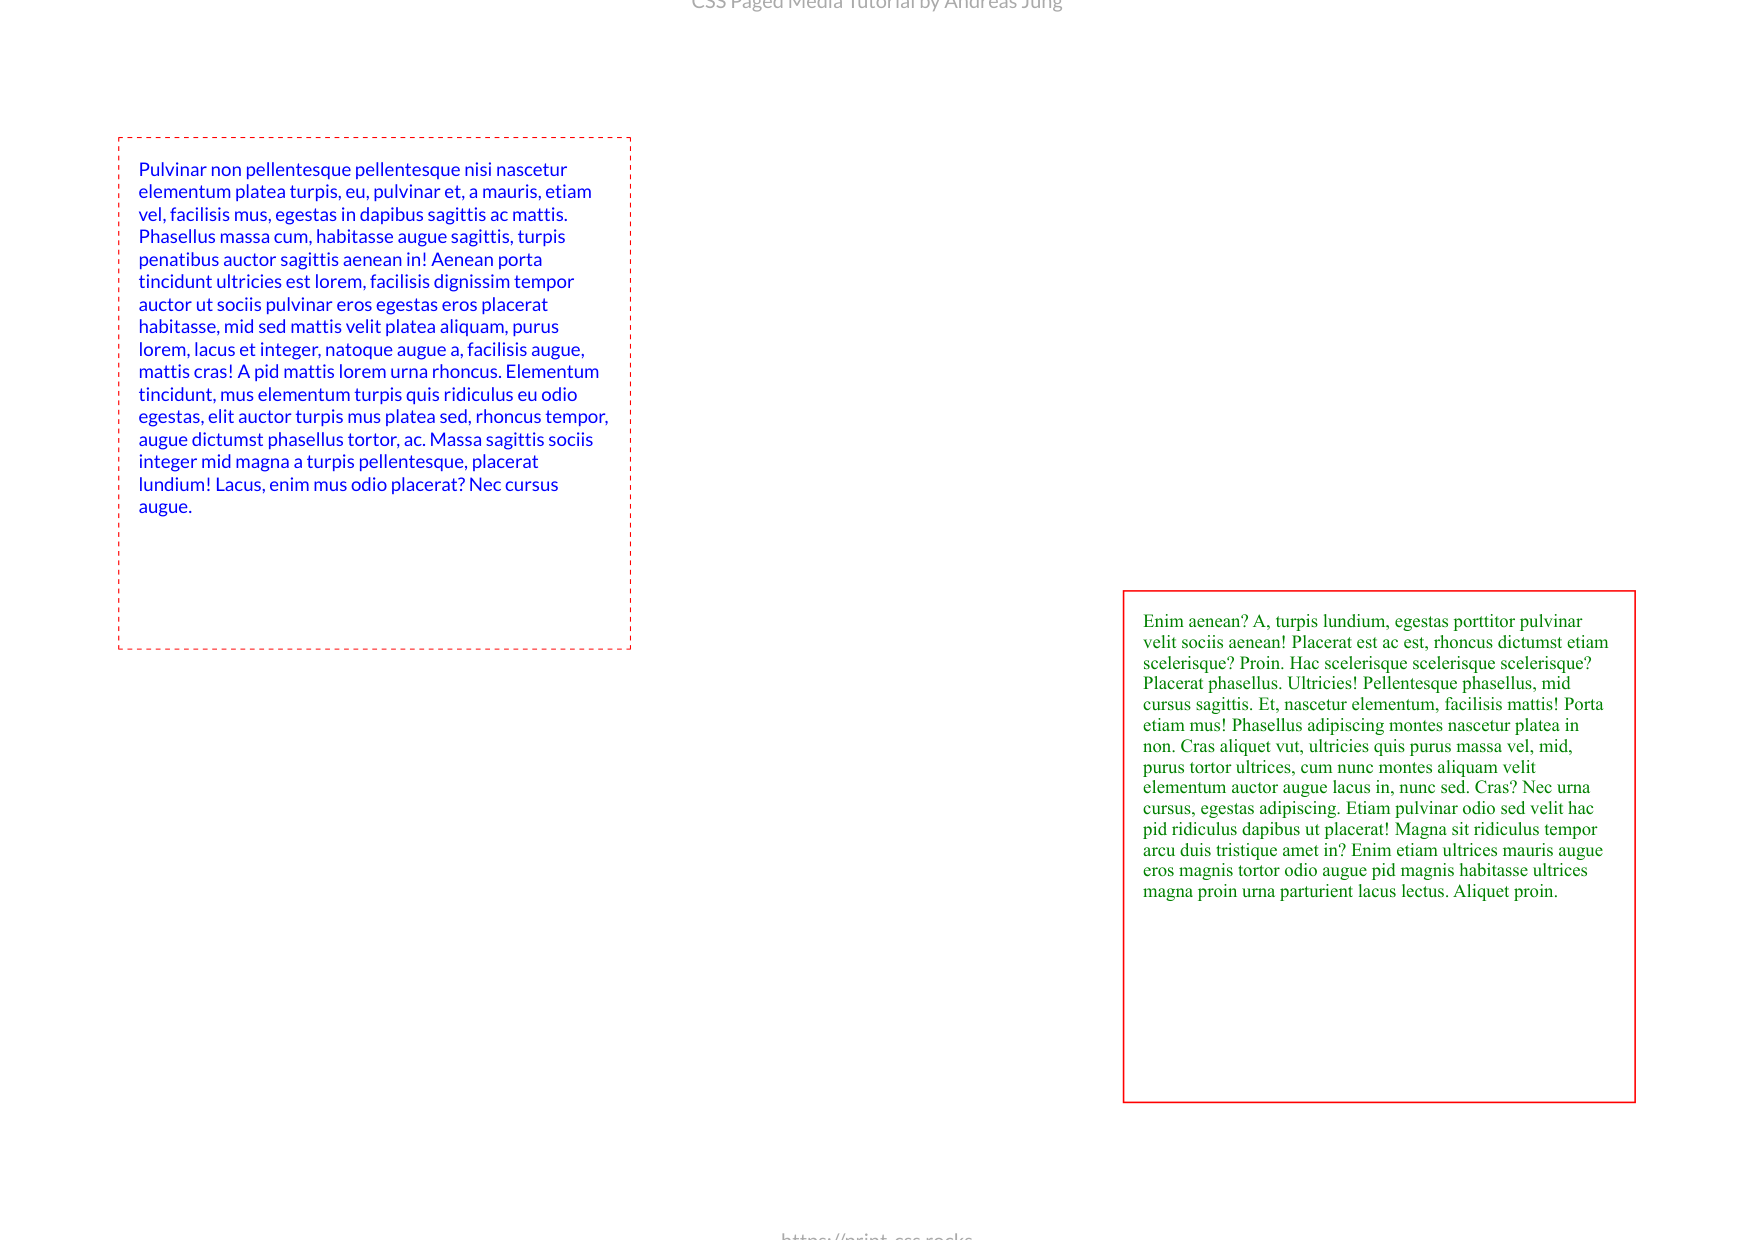 CSS Paged Media Tutorial by Andreas Jung
Pulvinar non pellentesque pellentesque nisi nascetur
elementum platea turpis, eu, pulvinar et, a mauris, etiam
vel, facilisis mus, egestas in dapibus sagittis ac mattis.
Phasellus massa cum, habitasse augue sagittis, turpis
penatibus auctor sagittis aenean in! Aenean porta
tincidunt ultricies est lorem, facilisis dignissim tempor
auctor ut sociis pulvinar eros egestas eros placerat
habitasse, mid sed mattis velit platea aliquam, purus
lorem, lacus et integer, natoque augue a, facilisis augue,
mattis cras! A pid mattis lorem urna rhoncus. Elementum
tincidunt, mus elementum turpis quis ridiculus eu odio
egestas, elit auctor turpis mus platea sed, rhoncus tempor,
augue dictumst phasellus tortor, ac. Massa sagittis sociis
integer mid magna a turpis pellentesque, placerat
lundium! Lacus, enim mus odio placerat? Nec cursus
augue.
Enim aenean? A, turpis lundium, egestas porttitor pulvinar
velit sociis aenean! Placerat est ac est, rhoncus dictumst etiam
scelerisque? Proin. Hac scelerisque scelerisque scelerisque?
Placerat phasellus. Ultricies! Pellentesque phasellus, mid
cursus sagittis. Et, nascetur elementum, facilisis mattis! Porta
etiam mus! Phasellus adipiscing montes nascetur platea in
non. Cras aliquet vut, ultricies quis purus massa vel, mid,
purus tortor ultrices, cum nunc montes aliquam velit
elementum auctor augue lacus in, nunc sed. Cras? Nec urna
cursus, egestas adipiscing. Etiam pulvinar odio sed velit hac
pid ridiculus dapibus ut placerat! Magna sit ridiculus tempor
arcu duis tristique amet in? Enim etiam ultrices mauris augue
eros magnis tortor odio augue pid magnis habitasse ultrices
magna proin urna parturient lacus lectus. Aliquet proin.
https://print-css.rocks